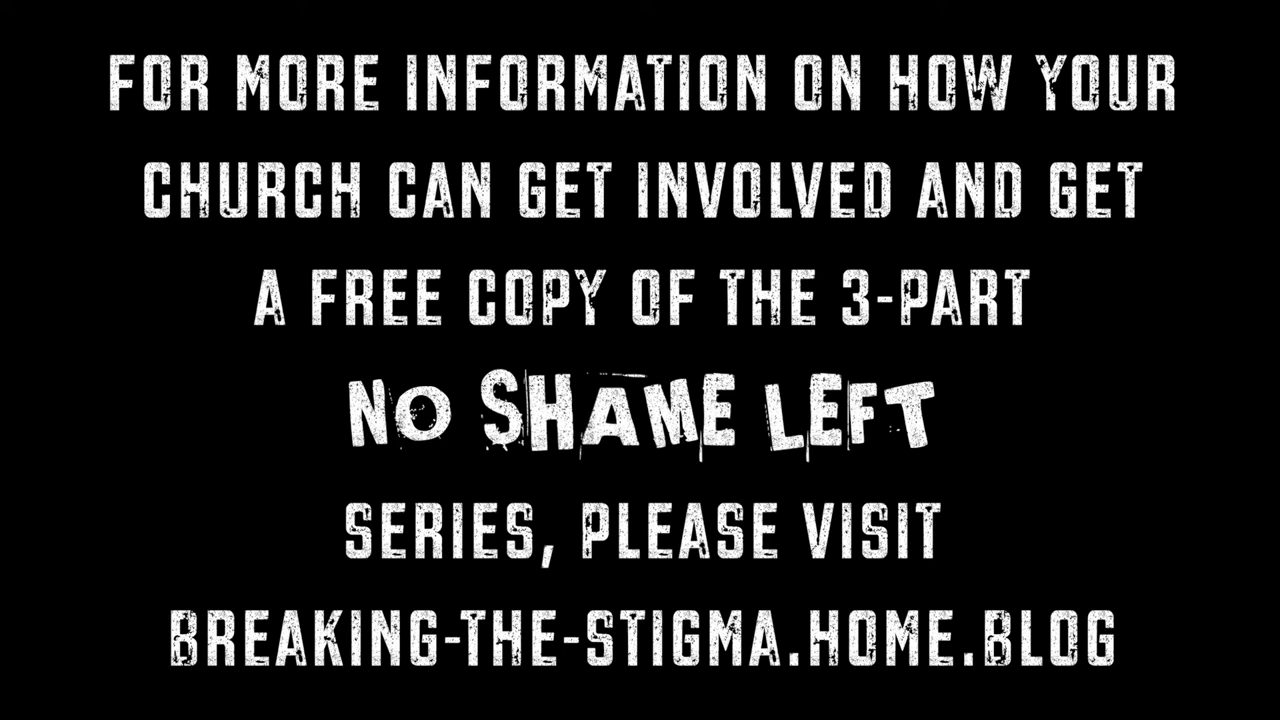 FOR MORE INFORMATION ON HOW YOUR
CHURCH CAN GET INVOLVED AND GET
A FREE COPY OF THE 3-PART
NO SHAME LEFT
SERIES, PLEASE VISIT
BREAKING-THE-STIGMA.HOME.BLOG